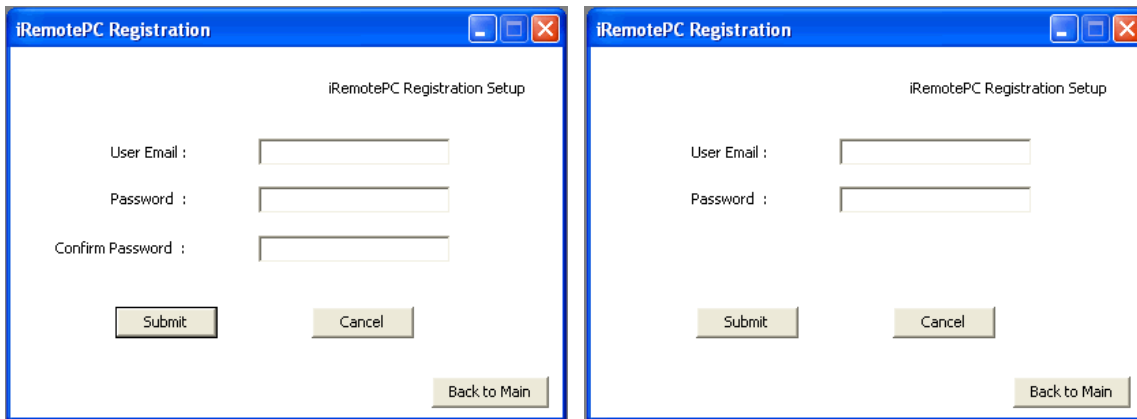 iRemotePC Registration
iRemotePC Registration Setup
User Email :
Password :
Confirm Password :
Submit Cancel
Back to Main
iRemotePC Registration
iRemotePC Registration Setup
User Email :
Password :
Submit Cancel
Back to Main